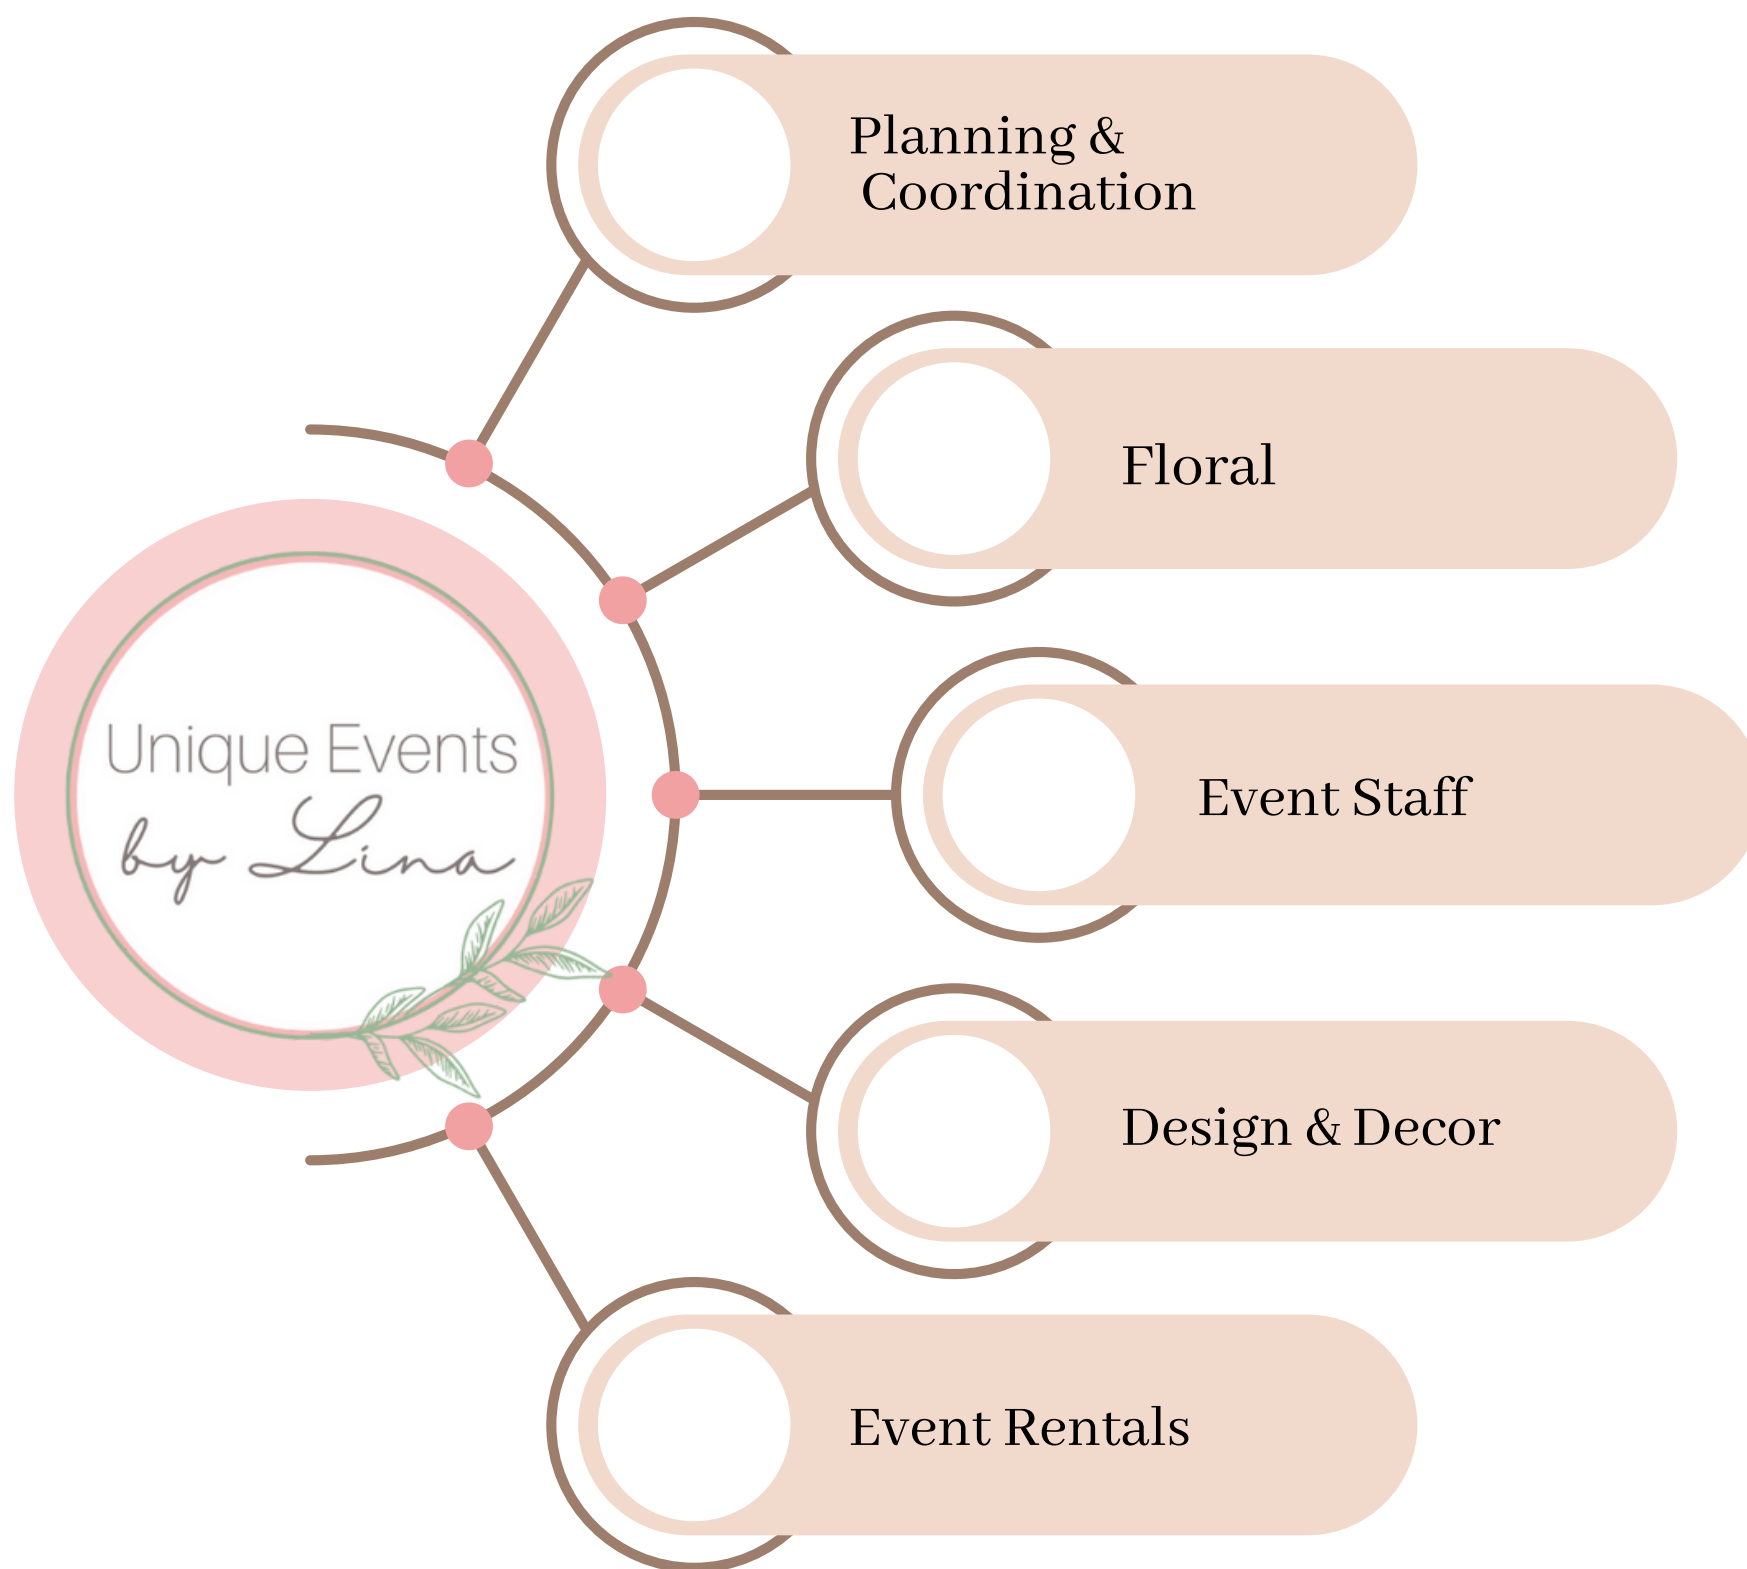 Planning &
Coordination
Floral
Unique Events
by Lina
Event Staff
Design & Decor
Event Rentals